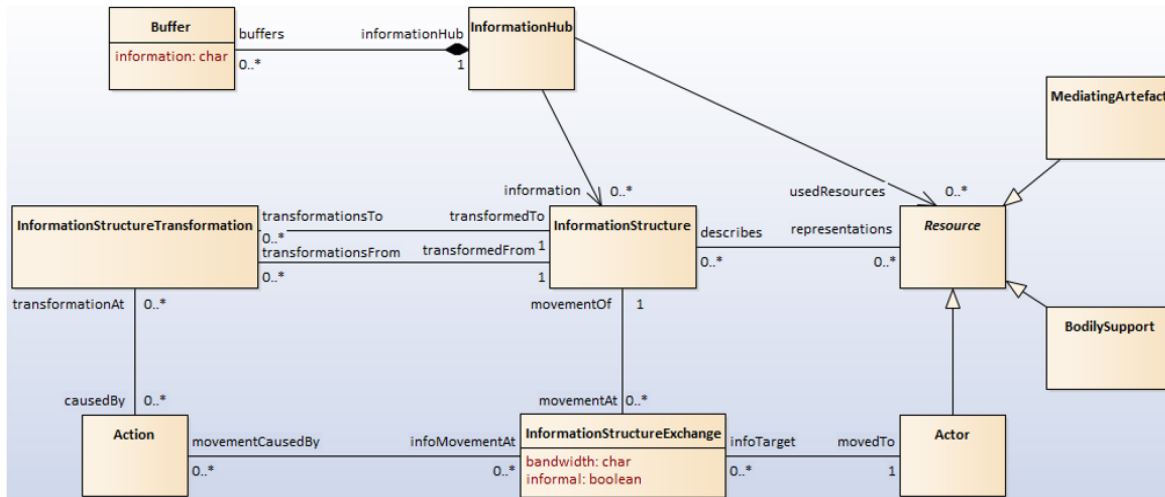 Buffer
information: char
buffers
informationHub
0..*
1
InformationHub
MediatingArtefact
information
0..*
usedResources
0..*
InformationStructureTransformation
transformationsTo
transformedTo
0..*
1
transformationsFrom
transformedFrom
0..*
1
InformationStructure
describes
representations
0..*
0..*
Resource
transformationAt
0..*
movementOf
1
BodilySupport
causedBy
0..*
movementAt
0..*
Action
movementCausedBy
infoMovementAt
0..*
0..*
InformationStructureExchange
bandwidth: char
informal: boolean
infoTarget
movedTo
0..*
1
Actor